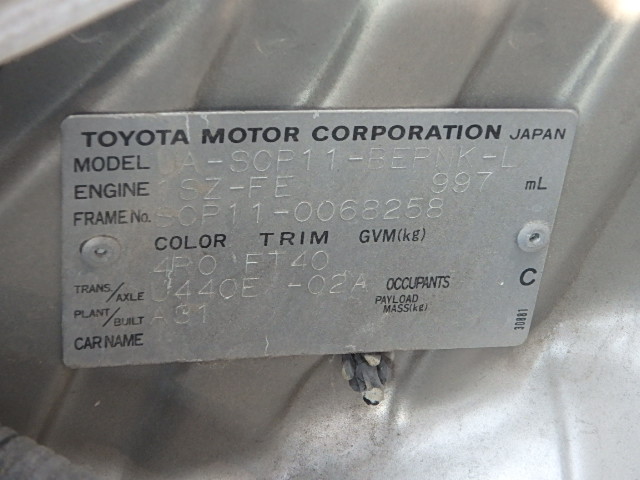 TOYOTA MOTOR CORPORATION JAPAN
MODEL UA-SCP11-BEPNK-L
ENGINE 1SZ-FE 997 mL
FRAME No. SCP11-0068258
COLOR TRIM GVM(kg)
4R0 FT40
TRANS./AXLE U440E -02A OCCUPANTS C
PAYLOAD MASS(kg)
PLANT/BUILT A31
CAR NAME
30881